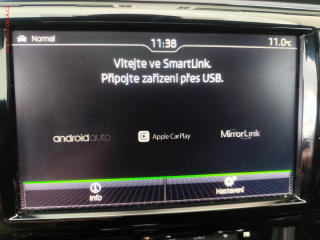 Normal
11:38
11.0°C
Vítejte ve SmartLink.
Připojte zařízení přes USB.
androidauto
Apple CarPlay
MirrorLink
Info
Nastavení